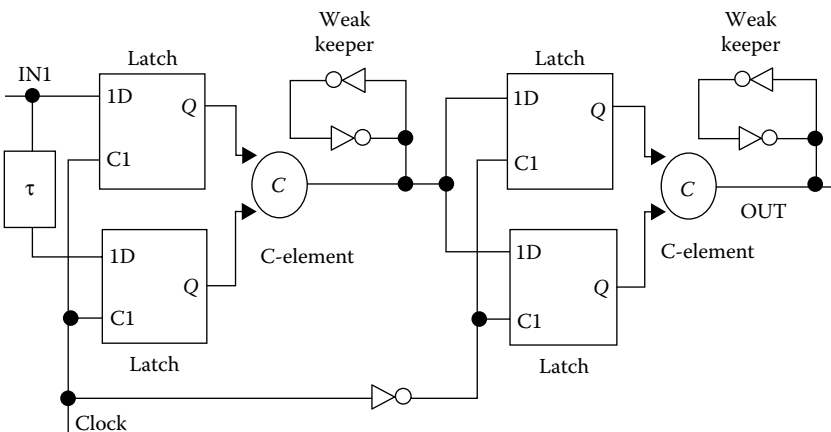 Weak
keeper
Weak
keeper
IN1
Latch
Latch
1D
Q
1D
Q
C1
C1
τ
C
C
OUT
1D
C-element
1D
C-element
Q
Q
C1
C1
Latch
Latch
Clock